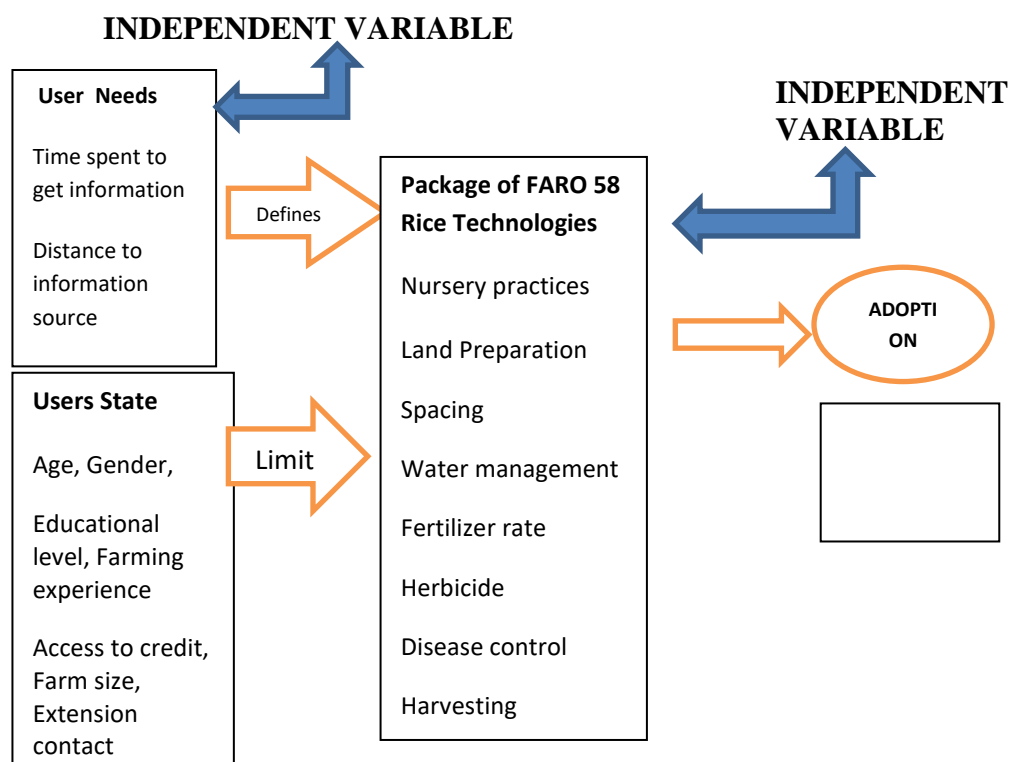 INDEPENDENT VARIABLE
User Needs
Time spent to
get information
Distance to
information
source
Users State
Age, Gender,
Educational
level, Farming
experience
Access to credit,
Farm size,
Extension
contact
Defines
Limit
Package of FARO 58
Rice Technologies
Nursery practices
Land Preparation
Spacing
Water management
Fertilizer rate
Herbicide
Disease control
Harvesting
INDEPENDENT
VARIABLE
ADOPTI
ON